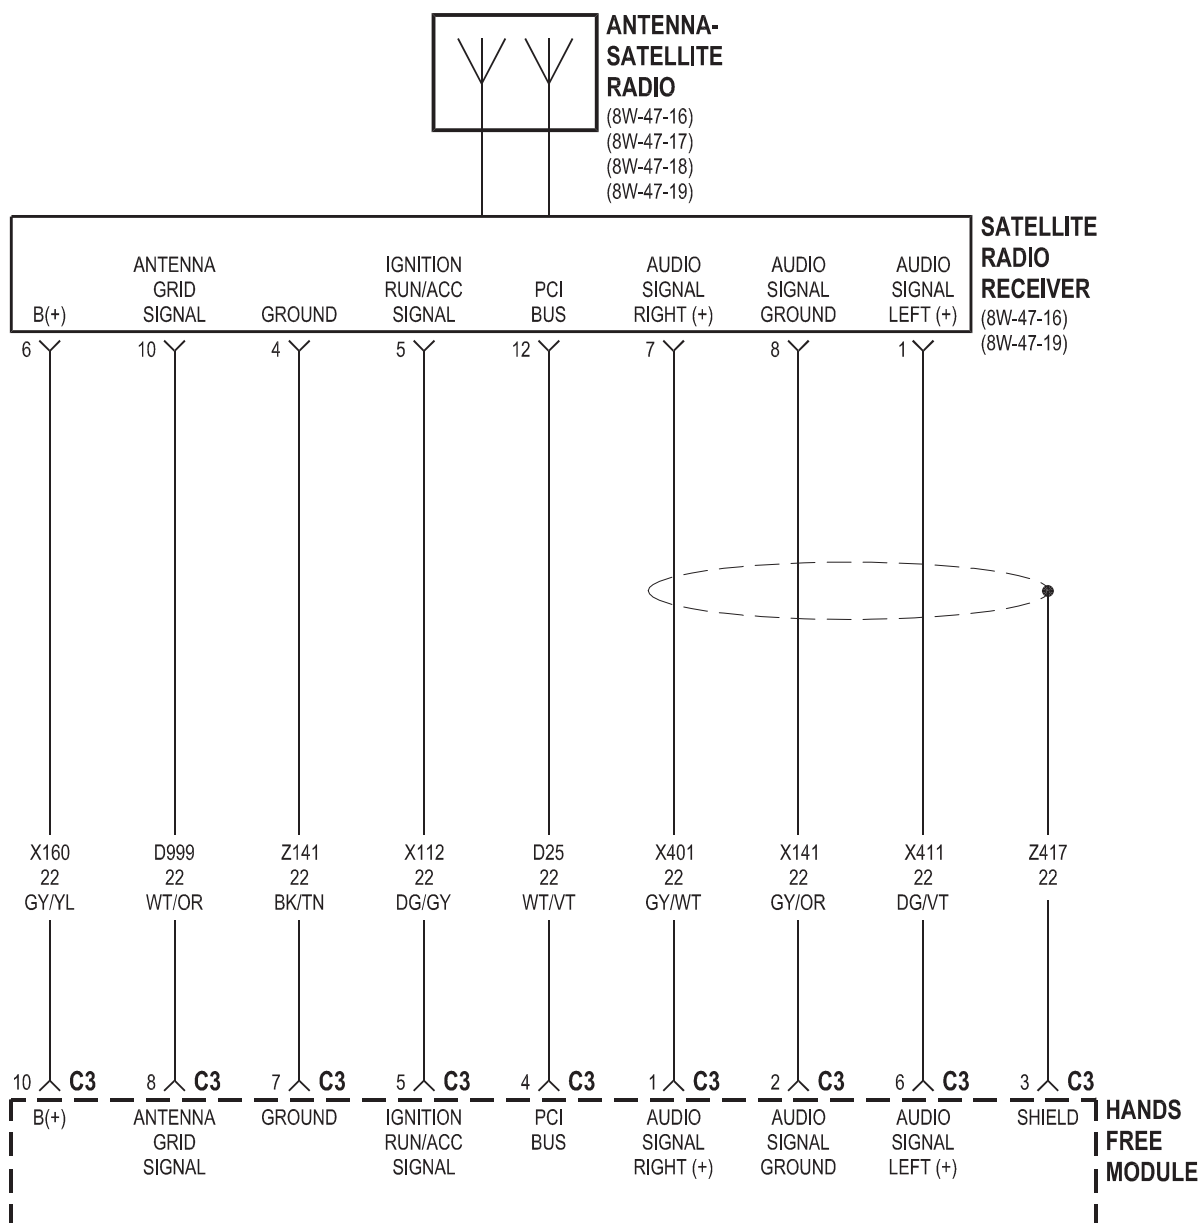 ANTENNA-
SATELLITE
RADIO
(8W-47-16)
(8W-47-17)
(8W-47-18)
(8W-47-19)
SATELLITE
RADIO
RECEIVER
(8W-47-16)
(8W-47-19)
B(+)
ANTENNA
GRID
SIGNAL
GROUND
IGNITION
RUN/ACC
SIGNAL
PCI
BUS
AUDIO
SIGNAL
RIGHT (+)
AUDIO
SIGNAL
GROUND
AUDIO
SIGNAL
LEFT (+)
6 10 4 5 12 7 8 1
X160
22
GY/YL
D999
22
WT/OR
Z141
22
BK/TN
X112
22
DG/GY
D25
22
WT/VT
X401
22
GY/WT
X141
22
GY/OR
X411
22
DG/VT
Z417
22
10 C3 8 C3 7 C3 5 C3 4 C3 1 C3 2 C3 6 C3 3 C3
B(+)
ANTENNA
GRID
SIGNAL
GROUND
IGNITION
RUN/ACC
SIGNAL
PCI
BUS
AUDIO
SIGNAL
RIGHT (+)
AUDIO
SIGNAL
GROUND
AUDIO
SIGNAL
LEFT (+)
SHIELD
HANDS
FREE
MODULE